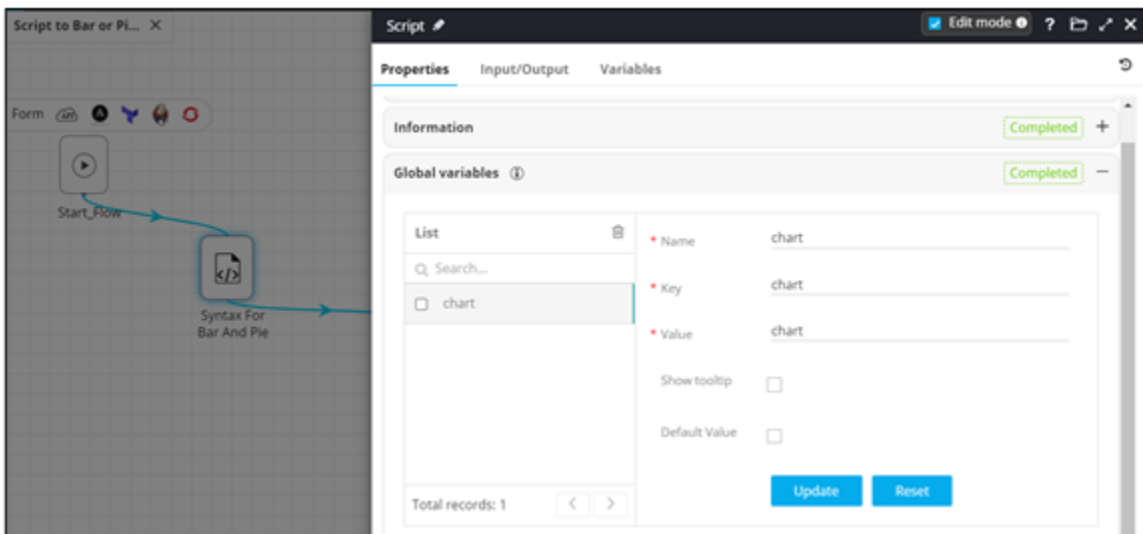 Script to Bar or Pi... ×
Script
Edit mode
?
Properties Input/Output Variables
Form
API
A
Information Completed +
Global variables Completed −
Start_Flow
Syntax For
Bar And Pie
List
Search...
chart
Total records: 1
* Name chart
* Key chart
* Value chart
Show tooltip
Default Value
Update Reset